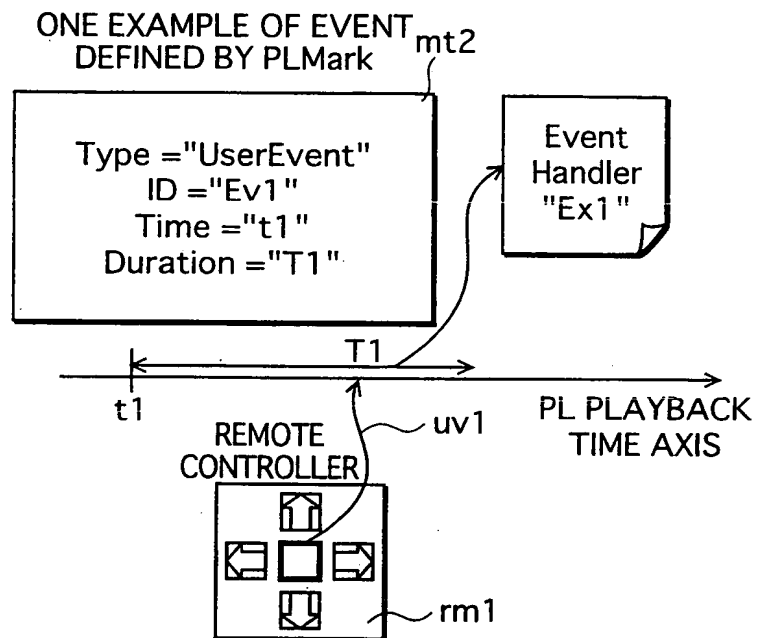 ONE EXAMPLE OF EVENT
DEFINED BY PLMark
mt2
Type ="UserEvent"
ID ="Ev1"
Time ="t1"
Duration ="T1"
Event
Handler
"Ex1"
T1
t1
PL PLAYBACK
TIME AXIS
uv1
REMOTE
CONTROLLER
rm1